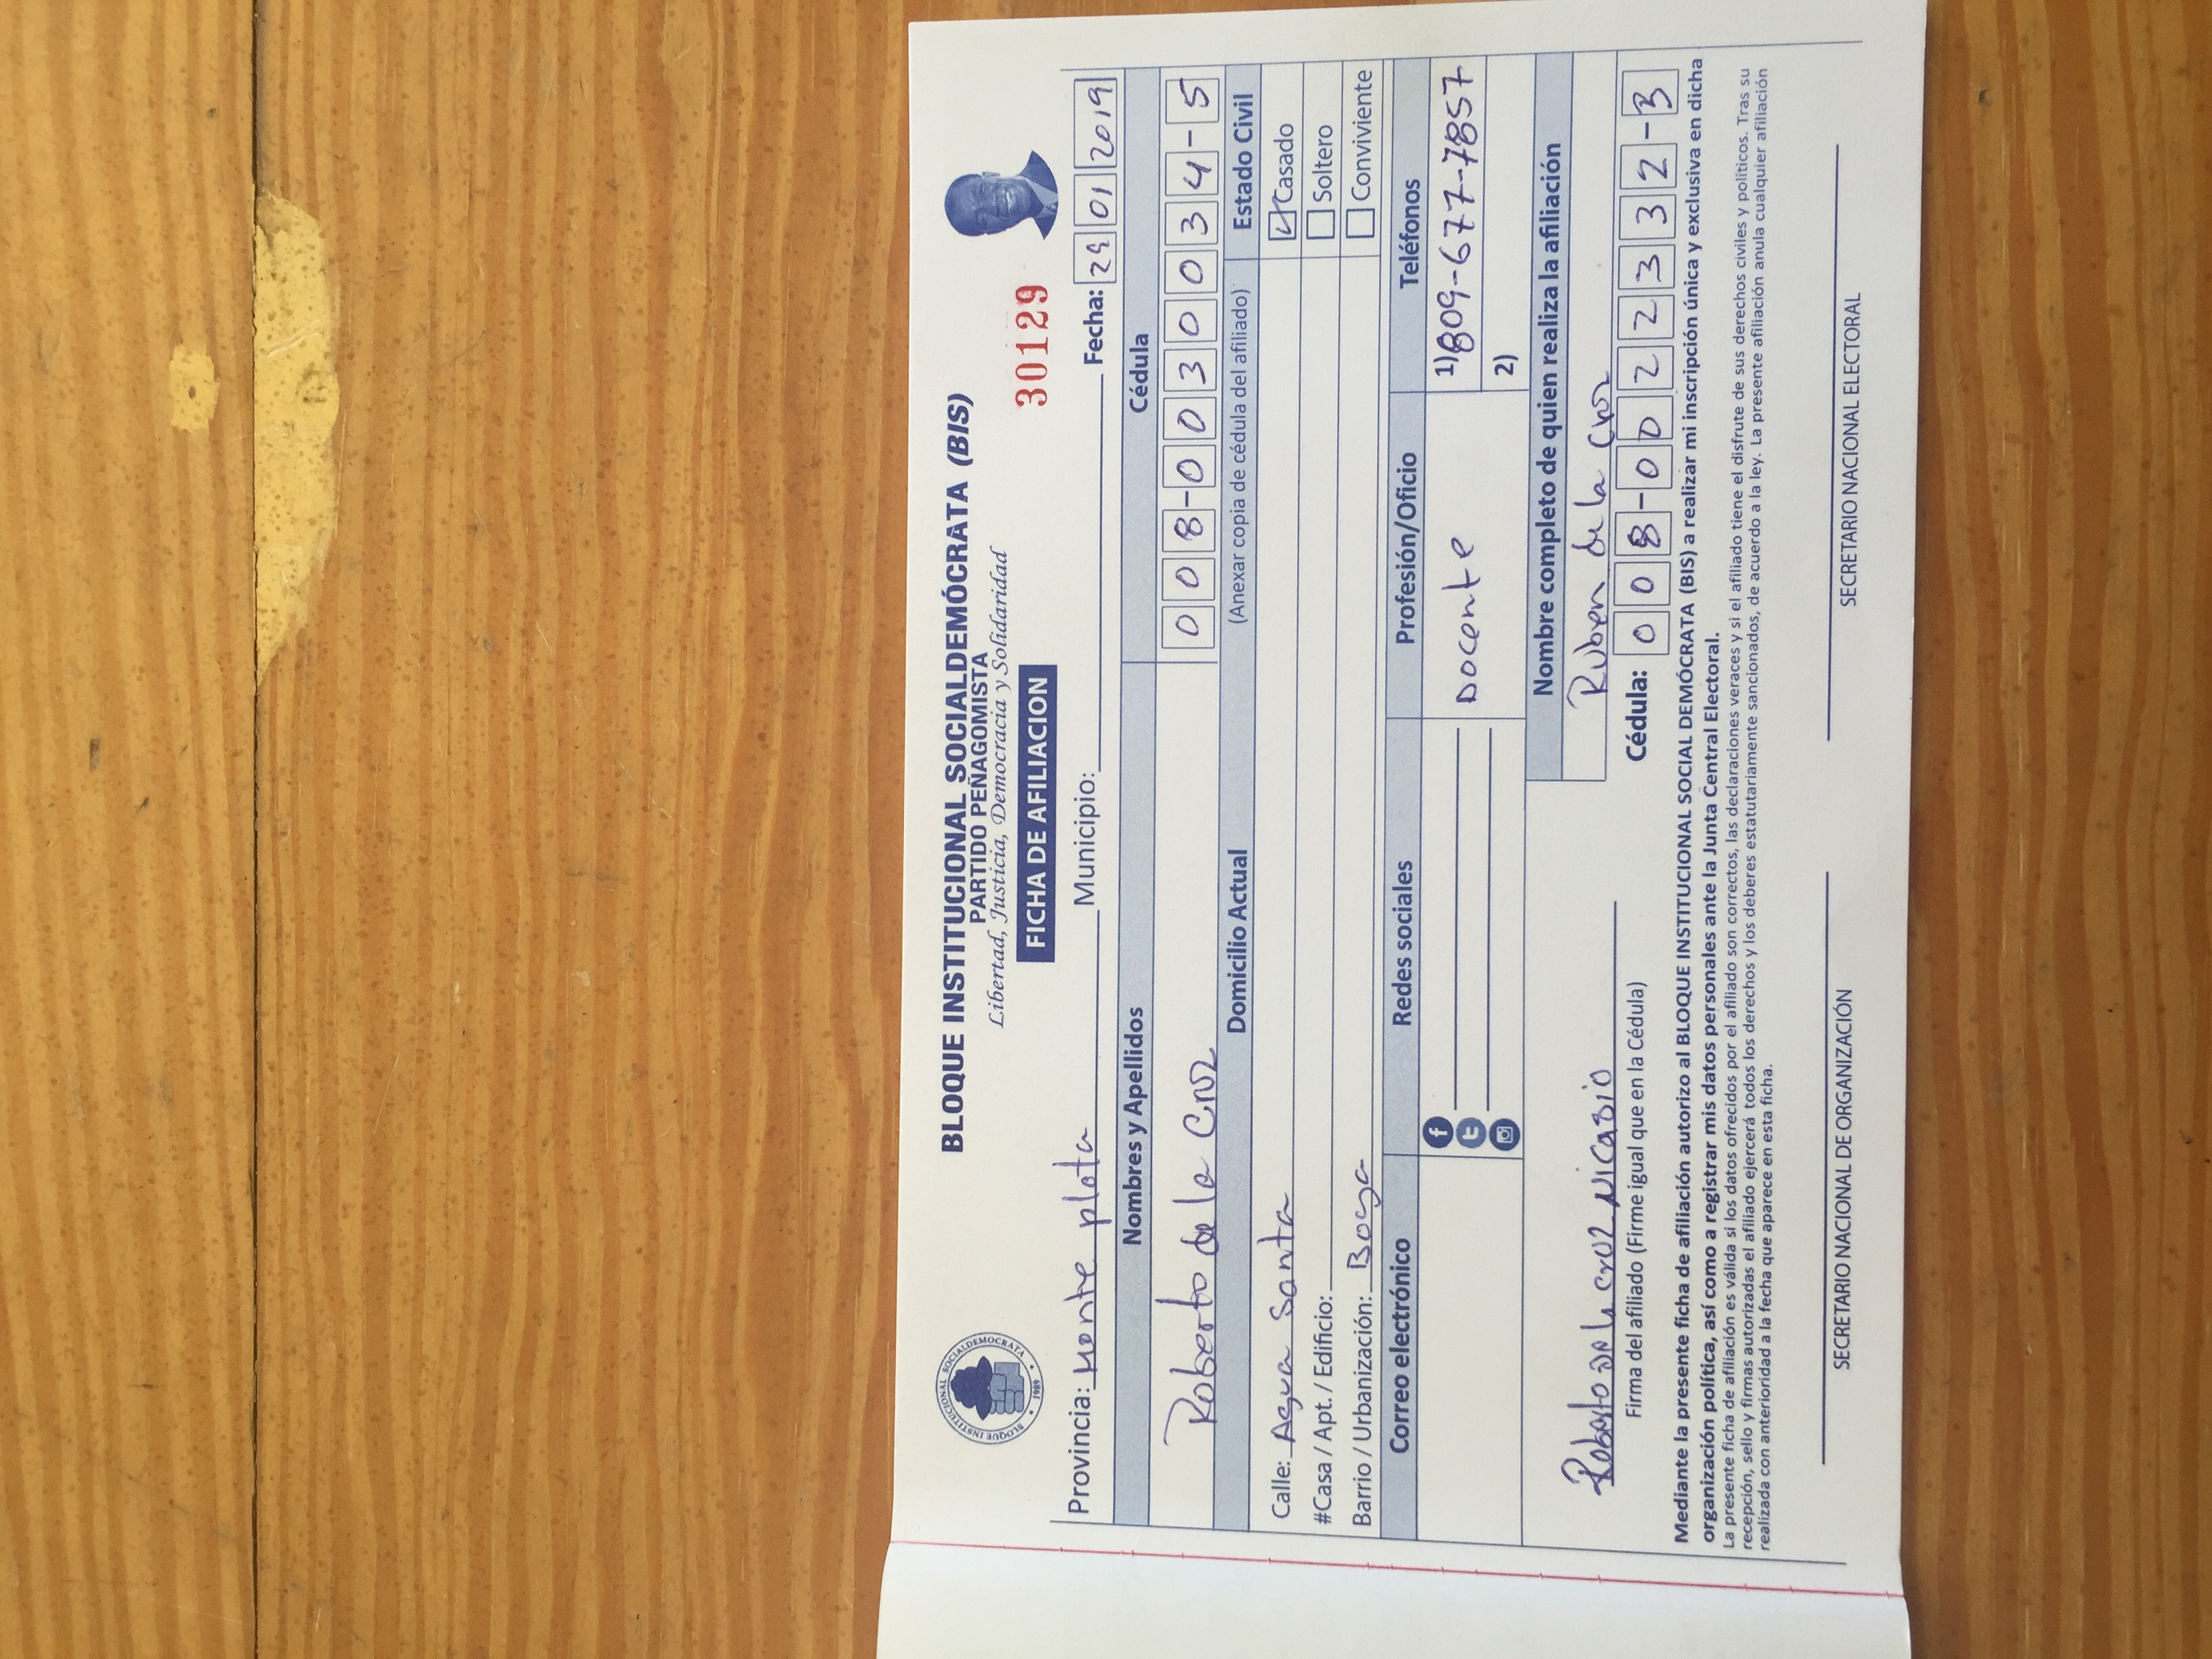 BLOQUE INSTITUCIONAL SOCIALDEMOCRATA
1989
BLOQUE INSTITUCIONAL SOCIALDEMÓCRATA (BIS)
PARTIDO PEÑAGOMISTA
Libertad, Justicia, Democracia y Solidaridad
FICHA DE AFILIACION
30129
Provincia: Monte plata Municipio: Fecha: 29 01 2019
Nombres y Apellidos Cédula
Roberto de la Cruz 008-0030034-5
Domicilio Actual (Anexar copia de cédula del afiliado) Estado Civil
Calle: Agua Santa Casado
#Casa / Apt. / Edificio: Soltero
Barrio / Urbanización: Boya Conviviente
Correo electrónico Redes sociales Profesión/Oficio Teléfonos
Docente 1) 809-677-7857
2)
Nombre completo de quien realiza la afiliación
Ruben de la Cruz
Roberto de la cruz Nicasio
Firma del afiliado (Firme igual que en la Cédula)
Cédula: 008-0022332-3
Mediante la presente ficha de afiliación autorizo al BLOQUE INSTITUCIONAL SOCIAL DEMÓCRATA (BIS) a realizar mi inscripción única y exclusiva en dicha
organización política, así como a registrar mis datos personales ante la Junta Central Electoral.
La presente ficha de afiliación es válida si los datos ofrecidos por el afiliado son correctos, las declaraciones veraces y si el afiliado tiene el disfrute de sus derechos civiles y políticos. Tras su
recepción, sello y firmas autorizadas el afiliado ejercerá todos los derechos y los deberes estatutariamente sancionados, de acuerdo a la ley. La presente afiliación anula cualquier afiliación
realizada con anterioridad a la fecha que aparece en esta ficha.
SECRETARIO NACIONAL DE ORGANIZACIÓN SECRETARIO NACIONAL ELECTORAL